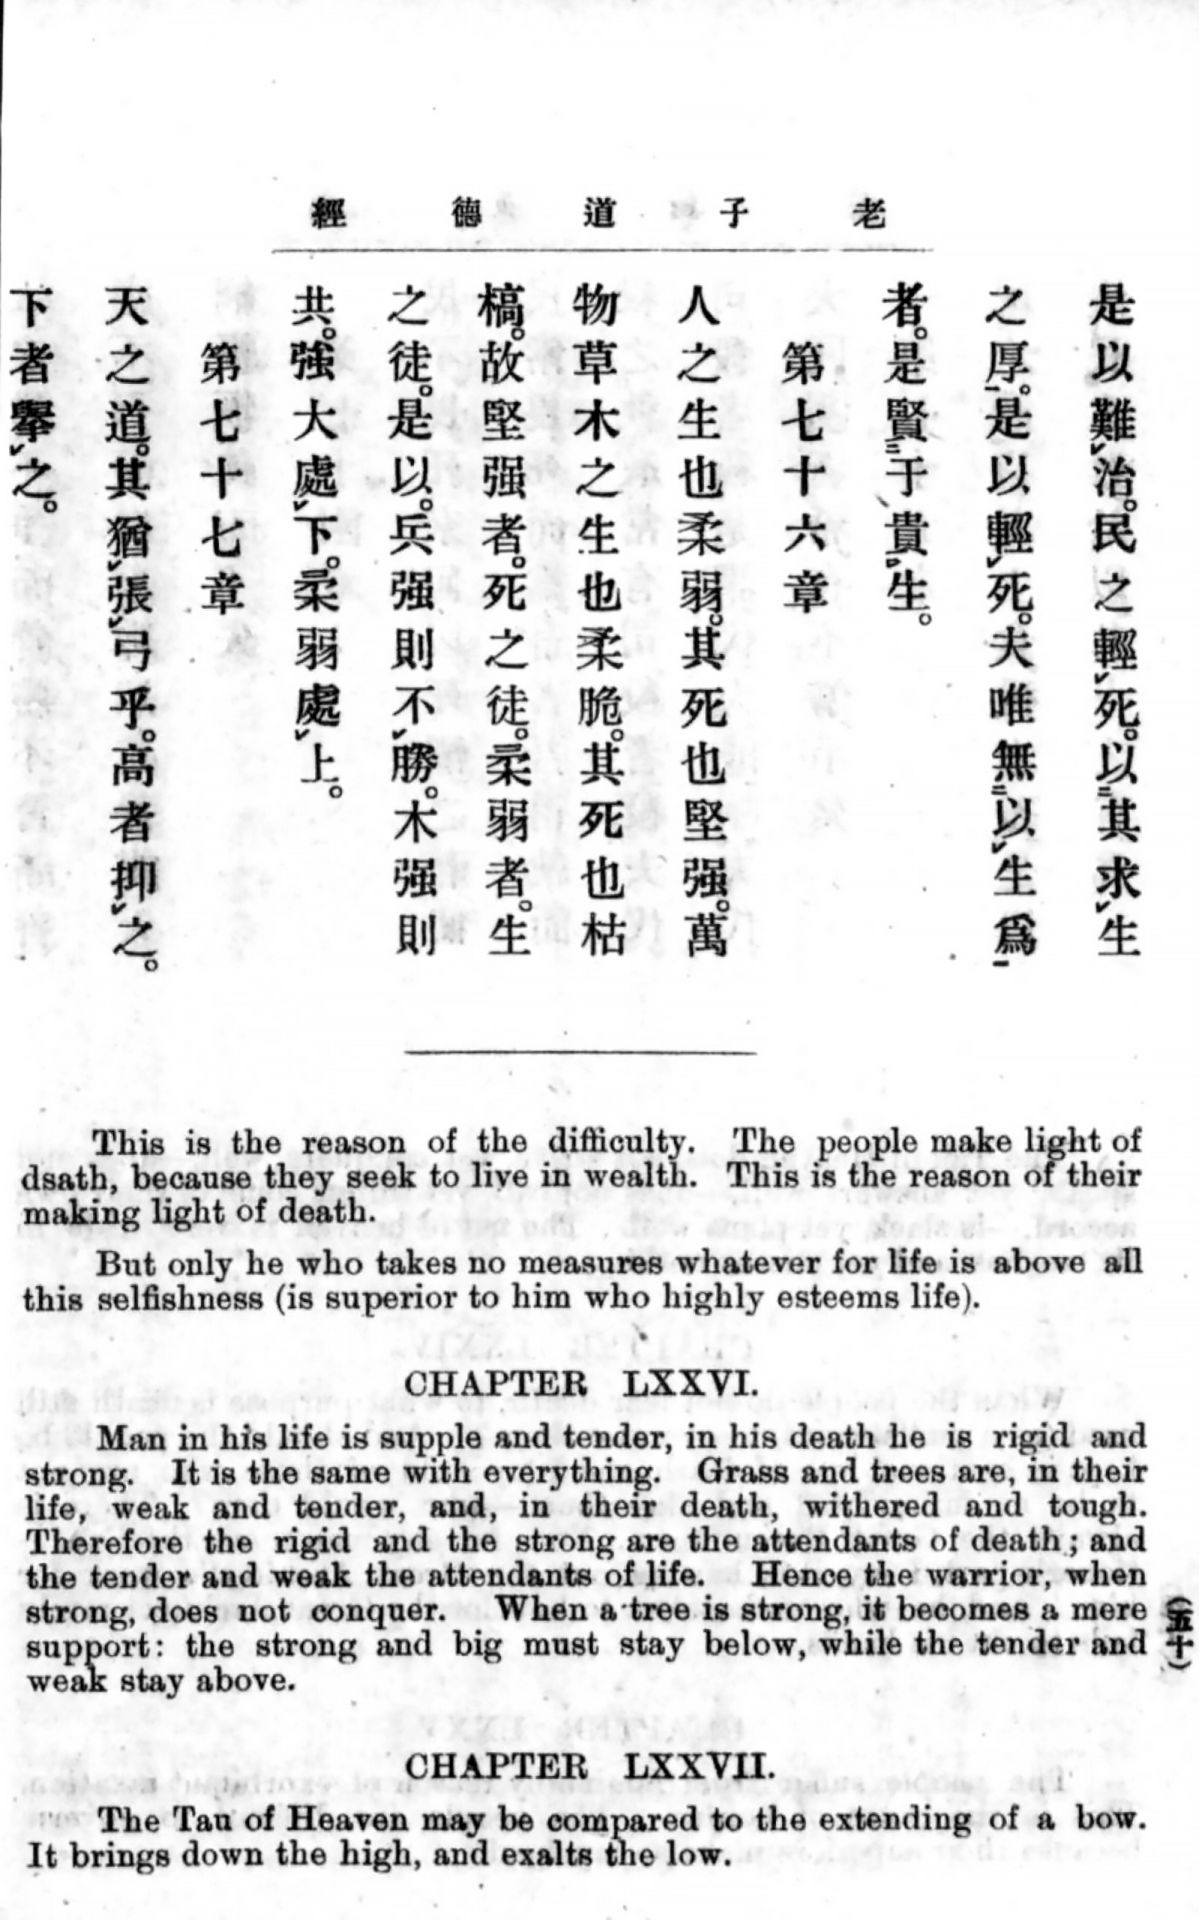 老子道德經
是以難治。民之輕死。以其求生
之厚。是以輕死。夫唯無以生爲
者。是賢于貴生。
第七十六章
人之生也柔弱。其死也堅强。萬
物草木之生也柔脆。其死也枯
槁。故堅强者。死之徒。柔弱者。生
之徒。是以。兵强則不勝。木强則
共。強大處下。柔弱處上。
第七十七章
天之道。其猶張弓乎。高者抑之。
下者擧之。
This is the reason of the difficulty. The people make light of
dsath, because they seek to live in wealth. This is the reason of their
making light of death.
But only he who takes no measures whatever for life is above all
this selfishness (is superior to him who highly esteems life).
CHAPTER LXXVI.
Man in his life is supple and tender, in his death he is rigid and
strong. It is the same with everything. Grass and trees are, in their
life, weak and tender, and, in their death, withered and tough.
Therefore the rigid and the strong are the attendants of death; and
the tender and weak the attendants of life. Hence the warrior, when
strong, does not conquer. When a tree is strong, it becomes a mere
support: the strong and big must stay below, while the tender and
weak stay above.
(五十)
CHAPTER LXXVII.
The Tau of Heaven may be compared to the extending of a bow.
It brings down the high, and exalts the low.